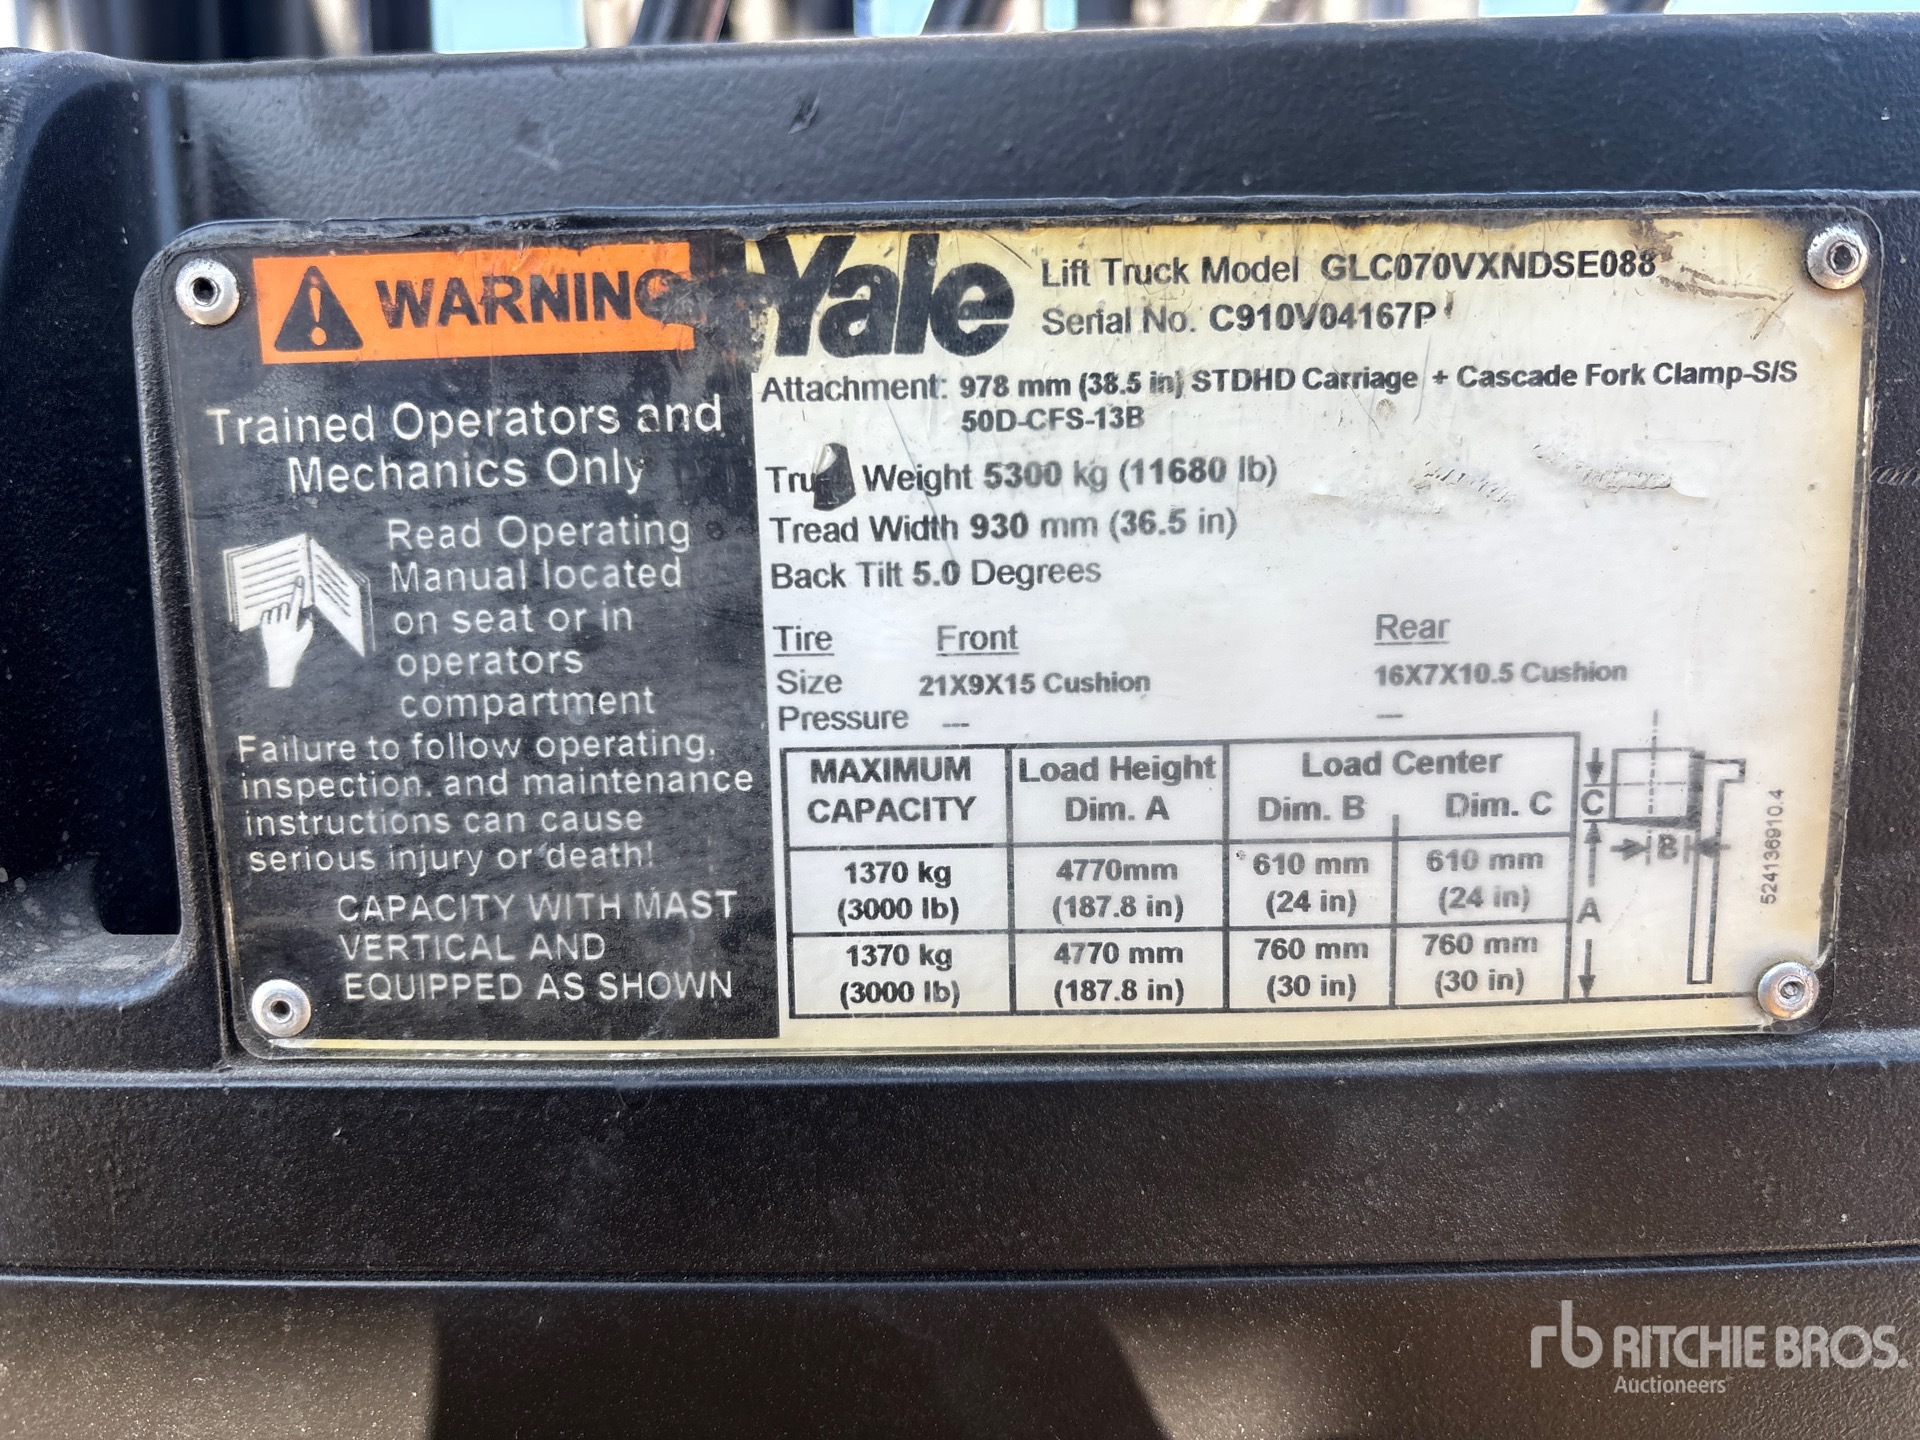 WARNING
Trained Operators and
Mechanics Only
Read Operating
Manual located
on seat or in
operators
compartment
Failure to follow operating,
inspection, and maintenance
instructions can cause
serious injury or death!
CAPACITY WITH MAST
VERTICAL AND
EQUIPPED AS SHOWN
Yale
Lift Truck Model GLC070VXNDSE088
Serial No. C910V04167P
Attachment: 978 mm (38.5 in) STDHD Carriage + Cascade Fork Clamp-S/S
50D-CFS-13B
Truck Weight 5300 kg (11680 lb)
Tread Width 930 mm (36.5 in)
Back Tilt 5.0 Degrees
Tire Front Rear
Size 21X9X15 Cushion 16X7X10.5 Cushion
Pressure --- ---
MAXIMUM CAPACITY Load Height Dim. A Load Center
Dim. B Dim. C
1370 kg 4770mm 610 mm 610 mm
(3000 lb) (187.8 in) (24 in) (24 in)
1370 kg 4770 mm 760 mm 760 mm
(3000 lb) (187.8 in) (30 in) (30 in)
C
B
A
524136910.4
rb RITCHIE BROS.
Auctioneers